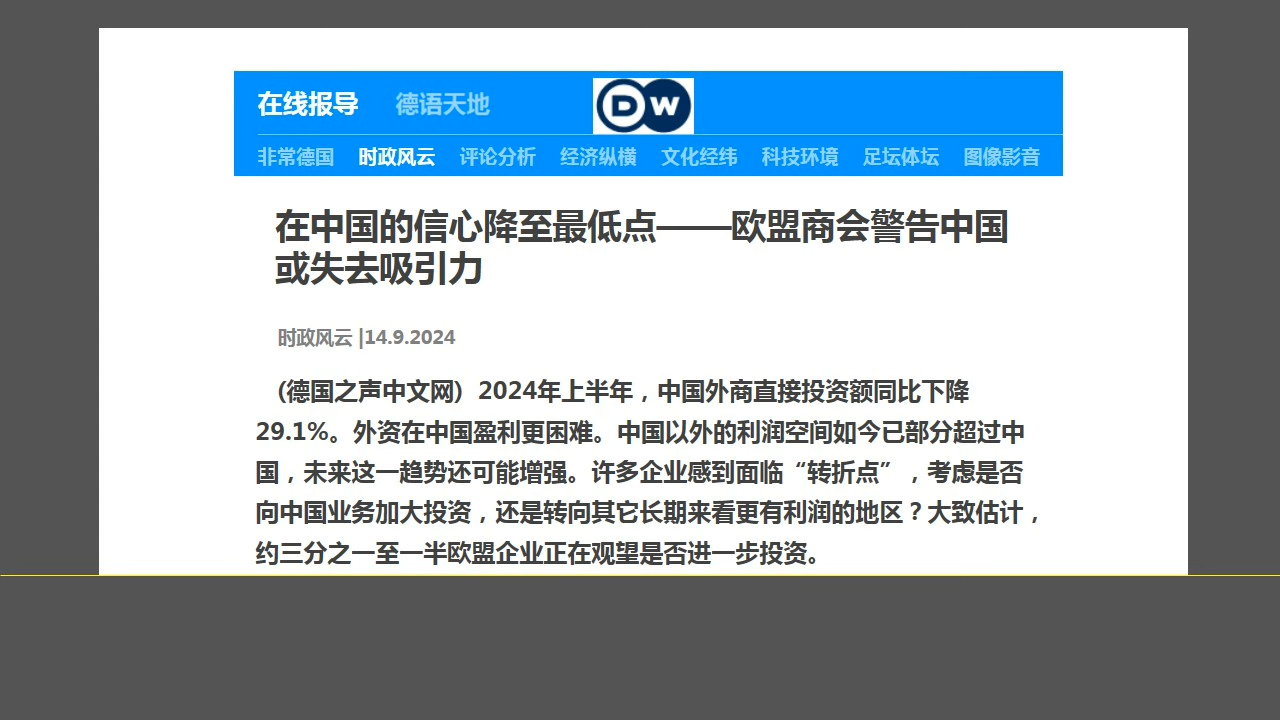 在线报导 德语天地
DW
非常德国 时政风云 评论分析 经济纵横 文化经纬 科技环境 足坛体坛 图像影音
在中国的信心降至最低点——欧盟商会警告中国
或失去吸引力
时政风云 |14.9.2024
(德国之声中文网) 2024年上半年，中国外商直接投资额同比下降
29.1%。外资在中国盈利更困难。中国以外的利润空间如今已部分超过中
国，未来这一趋势还可能增强。许多企业感到面临“转折点”，考虑是否
向中国业务加大投资，还是转向其它长期来看更有利润的地区？大致估计，
约三分之一至一半欧盟企业正在观望是否进一步投资。